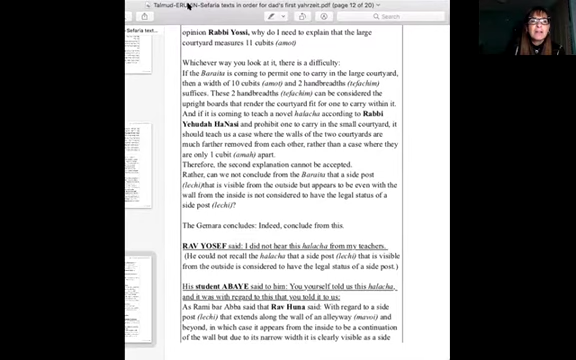 Talmud-ERUVIN-Sefaria texts in order for dad's first yahrzeit.pdf (page 12 of 20)
-Sefaria texts in...
opinion Rabbi Yossi, why do I need to explain that the large
courtyard measures 11 cubits (amot)
Whichever way you look at it, there is a difficulty:
If the Baraita is coming to permit one to carry in the large courtyard,
then a width of 10 cubits (amot) and 2 handbreadths (tefachim)
suffices. These 2 handbreadths (tefachim) can be considered the
upright boards that render the courtyard fit for one to carry within it.
And if it is coming to teach a novel halacha according to Rabbi
Yehudah HaNasi and prohibit one to carry in the small courtyard, it
should teach us a case where the walls of the two courtyards are
much farther removed from each other, rather than a case where they
are only 1 cubit (amah) apart.
Therefore, the second explanation cannot be accepted.
Rather, can we not conclude from the Baraita that a side post
(lechi)that is visible from the outside but appears to be even with the
wall from the inside is not considered to have the legal status of a
side post (lechi)?
The Gemara concludes: Indeed, conclude from this.
RAV YOSEF said: I did not hear this halacha from my teachers.
(He could not recall the halacha that a side post (lechi) that is visible
from the outside is considered to have the legal status of a side post.)
His student ABAYE said to him: You yourself told us this halacha,
and it was with regard to this that you told it to us:
As Rami bar Abba said that Rav Huna said: With regard to a side
post (lechi) that extends along the wall of an alleyway (mavoi) and
beyond, in which case it appears from the inside to be a continuation
of the wall but due to its narrow width it is clearly visible as a side